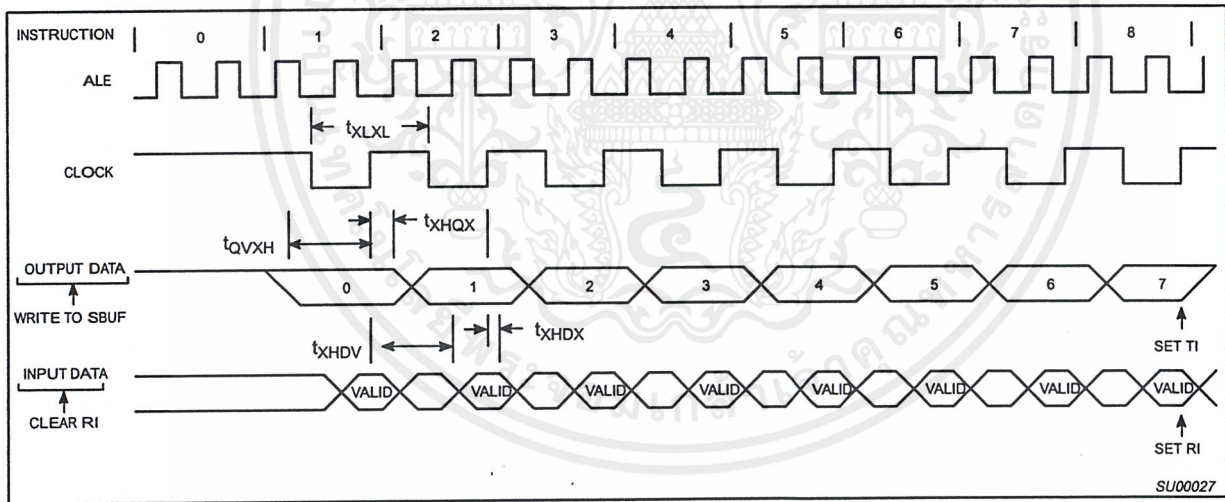 INSTRUCTION 0 1 2 3 4 5 6 7 8
ALE
tXLXL
CLOCK
tXHQX
tQVXH
OUTPUT DATA
0 1 2 3 4 5 6 7
WRITE TO SBUF
SET TI
tXHDX
tXHDV
INPUT DATA
VALID VALID VALID VALID VALID VALID VALID VALID
CLEAR RI
SET RI
SU00027